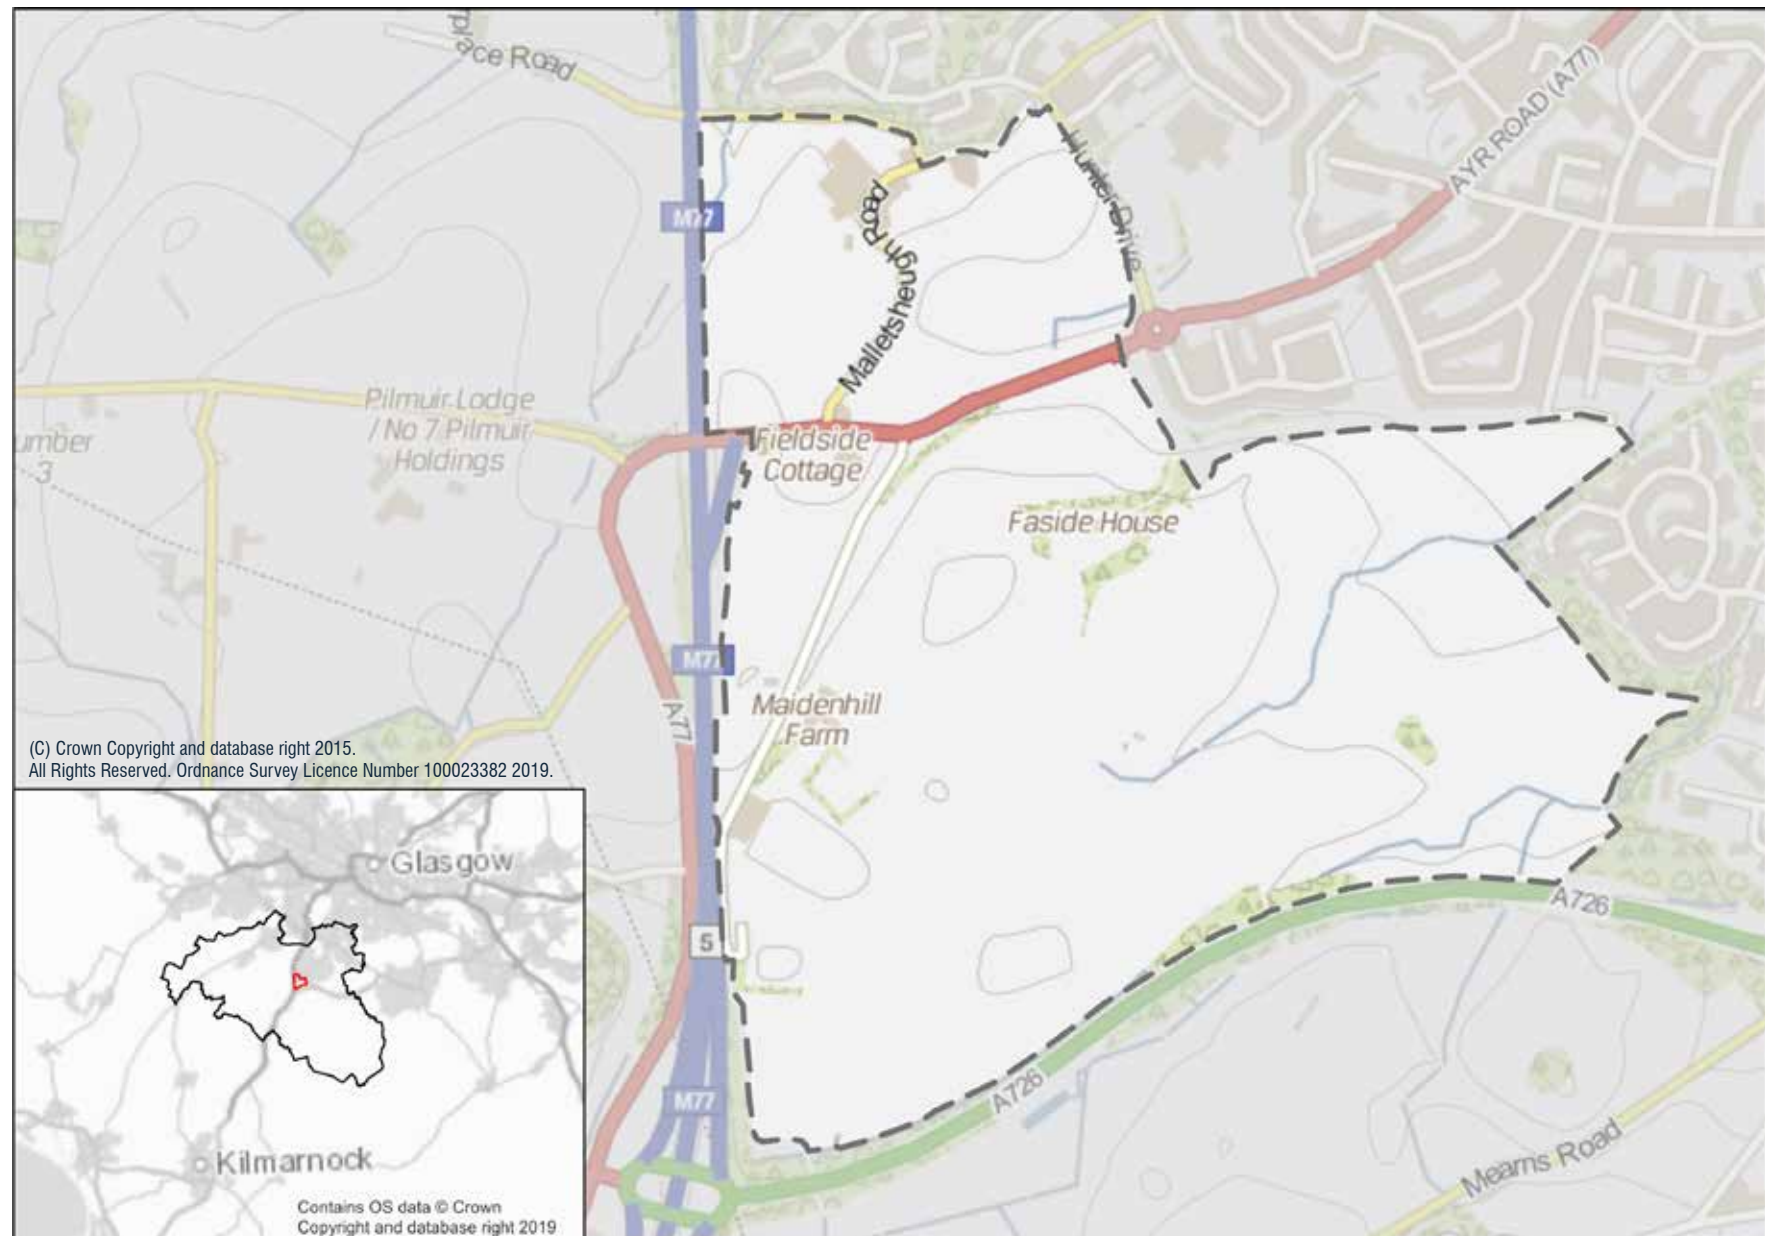 place Road
AYR ROAD (A77)
Hunter Drive
M77
Malletsheugh Road
Pilmuir Lodge
/ No 7 Pilmuir
Holdings
umber
3
Fieldside
Cottage
Faside House
M77
A77
Maidenhill
Farm
(C) Crown Copyright and database right 2015.
All Rights Reserved. Ordnance Survey Licence Number 100023382 2019.
Glasgow
A726
5
A726
M77
Mearns Road
Kilmarnock
Contains OS data © Crown
Copyright and database right 2019